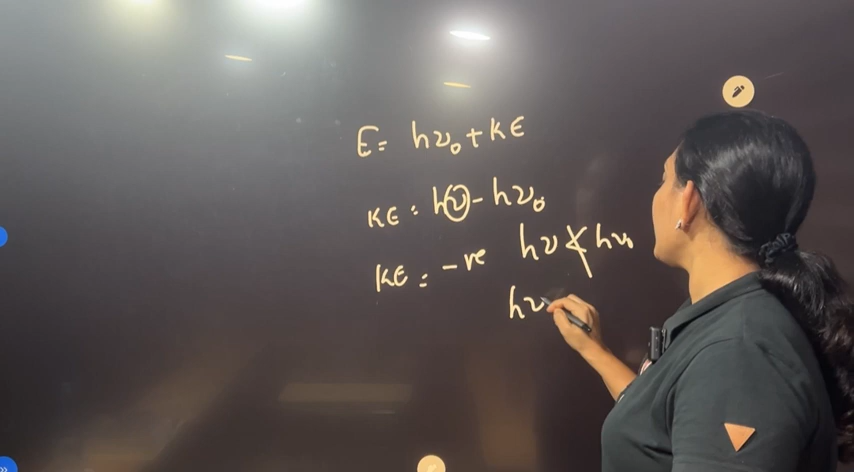 E = hν₀ + KE
KE = hν - hν₀
KE = -ve hν ≮ hν₀
hν